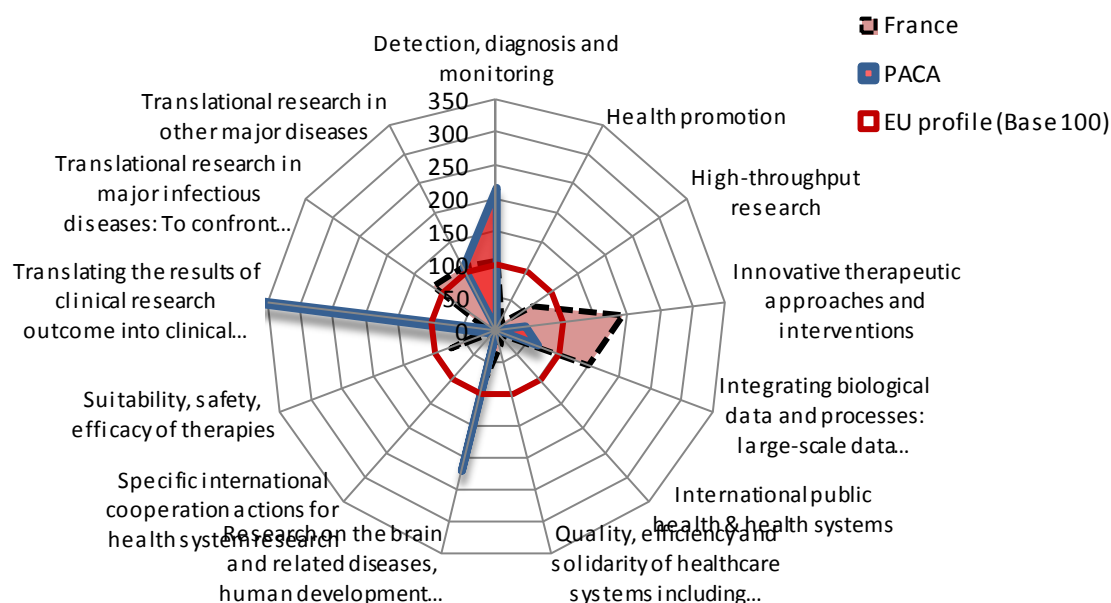 France
PACA
EU profile (Base 100)
Detection, diagnosis and
monitoring
Health promotion
High-throughput
research
Innovative therapeutic
approaches and
interventions
Integrating biological
data and processes:
large-scale data...
International public
health & health systems
Quality, efficiency and
solidarity of healthcare
systems including...
Research on the brain
and related diseases,
human development...
Specific international
cooperation actions for
health system research
Suitability, safety,
efficacy of therapies
Translating the results of
clinical research
outcome into clinical...
Translational research in
major infectious
diseases: To confront...
Translational research in
other major diseases
350
300
250
200
150
100
50
0